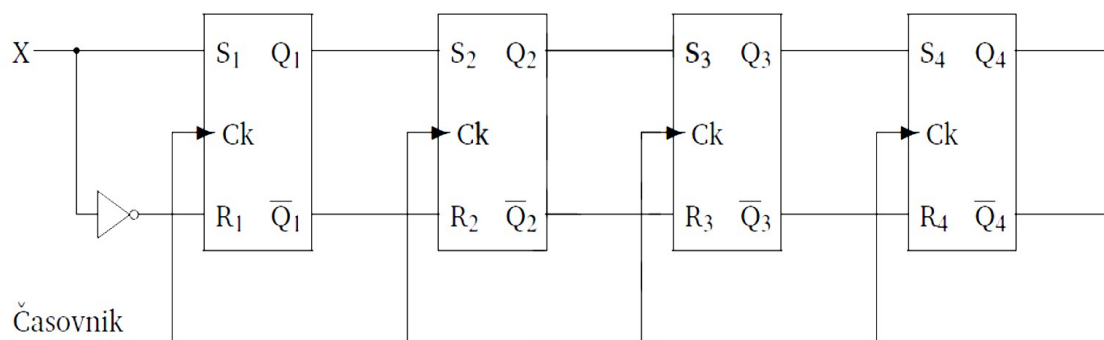 X S₁ Q₁ S₂ Q₂ S₃ Q₃ S₄ Q₄
Ck Ck Ck Ck
R₁ Q̅₁ R₂ Q̅₂ R₃ Q̅₃ R₄ Q̅₄
Časovnik